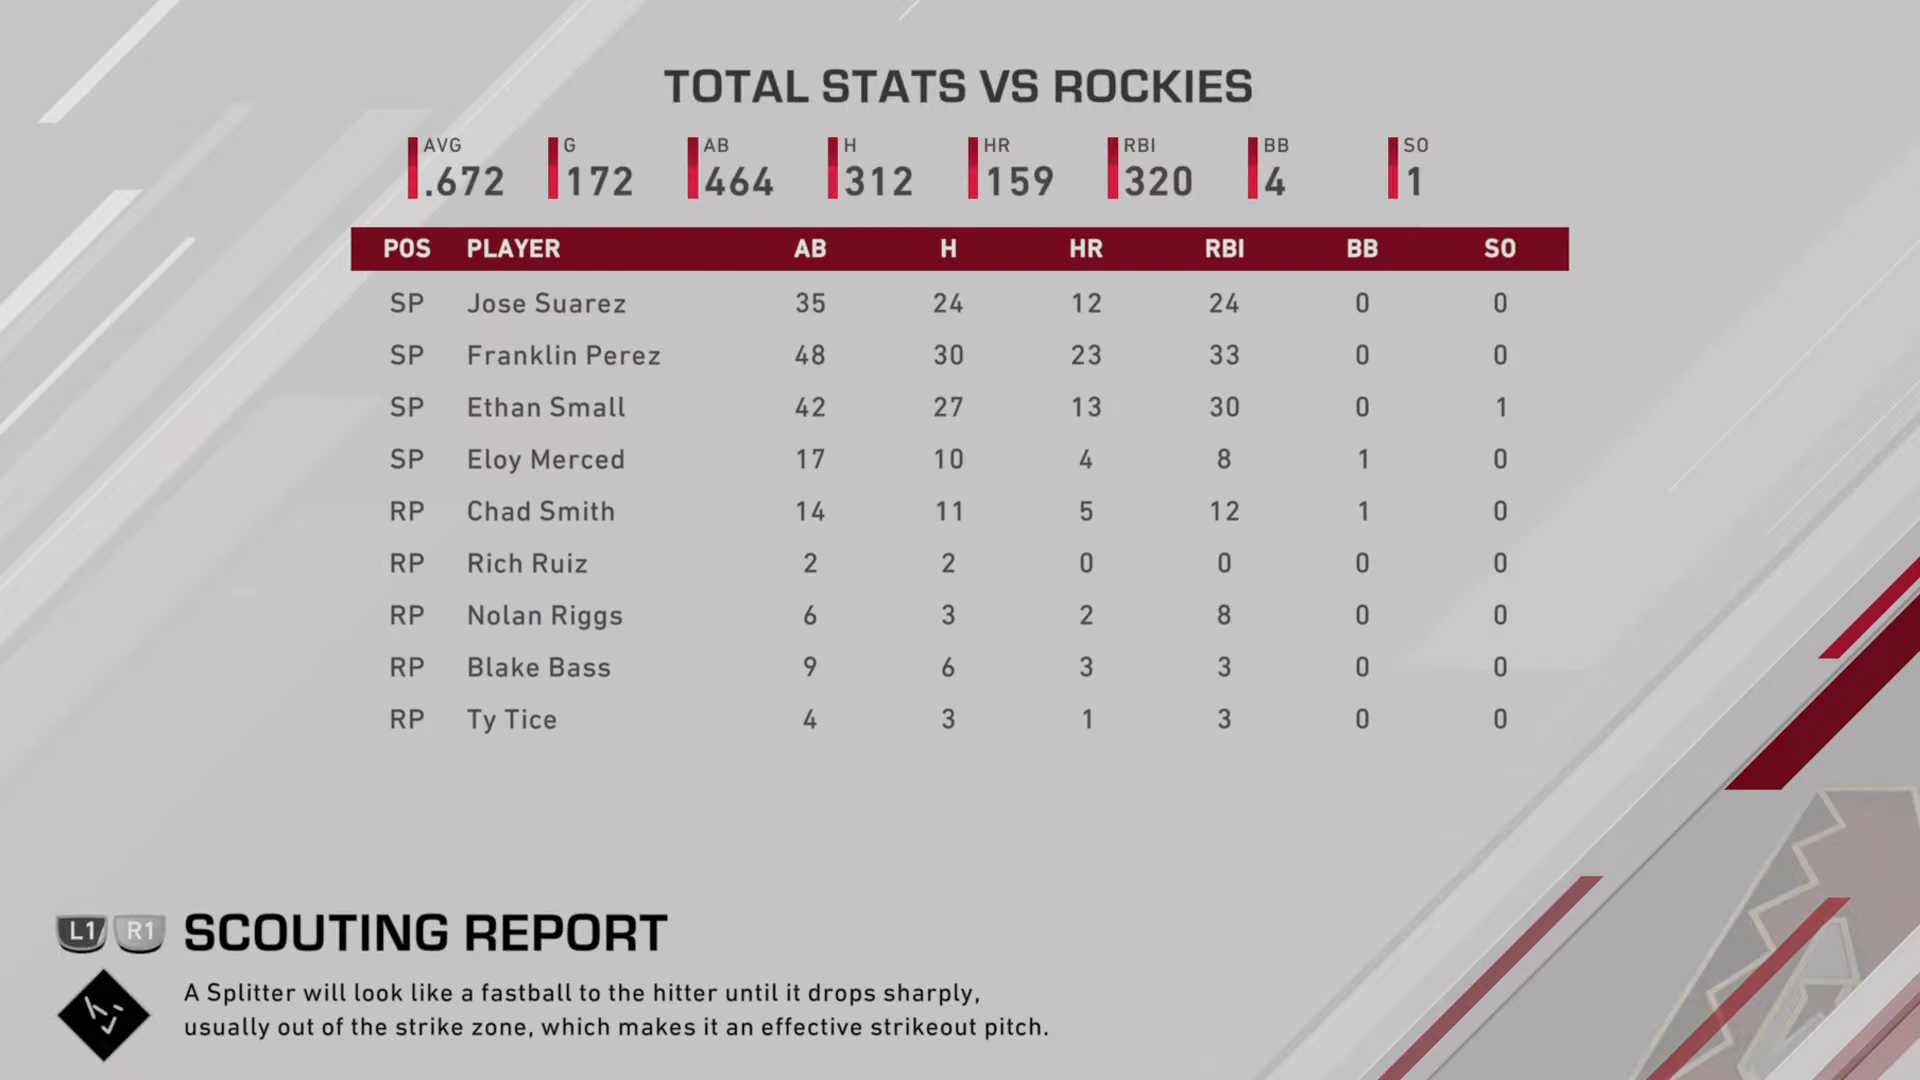 TOTAL STATS VS ROCKIES
AVG G AB H HR RBI BB SO
.672 172 464 312 159 320 4 1
POS PLAYER AB H HR RBI BB SO
SP Jose Suarez 35 24 12 24 0 0
SP Franklin Perez 48 30 23 33 0 0
SP Ethan Small 42 27 13 30 0 1
SP Eloy Merced 17 10 4 8 1 0
RP Chad Smith 14 11 5 12 1 0
RP Rich Ruiz 2 2 0 0 0 0
RP Nolan Riggs 6 3 2 8 0 0
RP Blake Bass 9 6 3 3 0 0
RP Ty Tice 4 3 1 3 0 0
L1 R1 SCOUTING REPORT
A Splitter will look like a fastball to the hitter until it drops sharply,
usually out of the strike zone, which makes it an effective strikeout pitch.